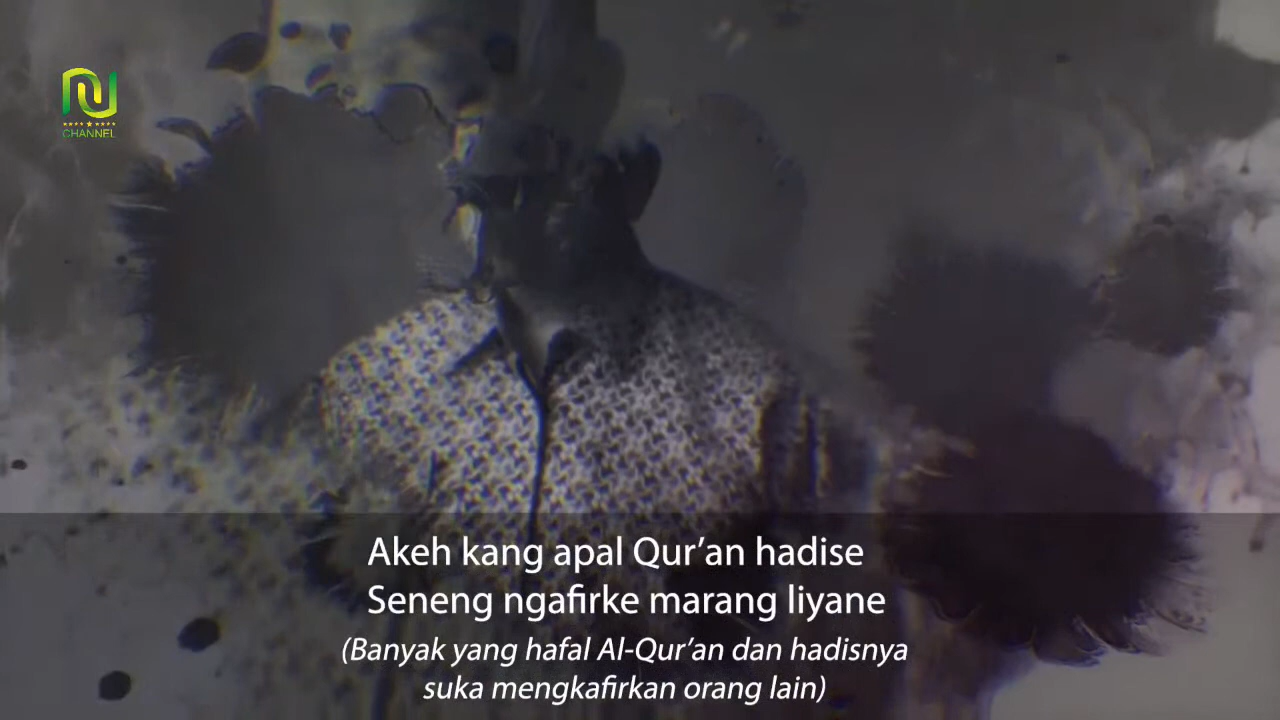 NU
CHANNEL
Akeh kang apal Qur’an hadise
Seneng ngafirke marang liyane
(Banyak yang hafal Al-Qur’an dan hadisnya
suka mengkafirkan orang lain)